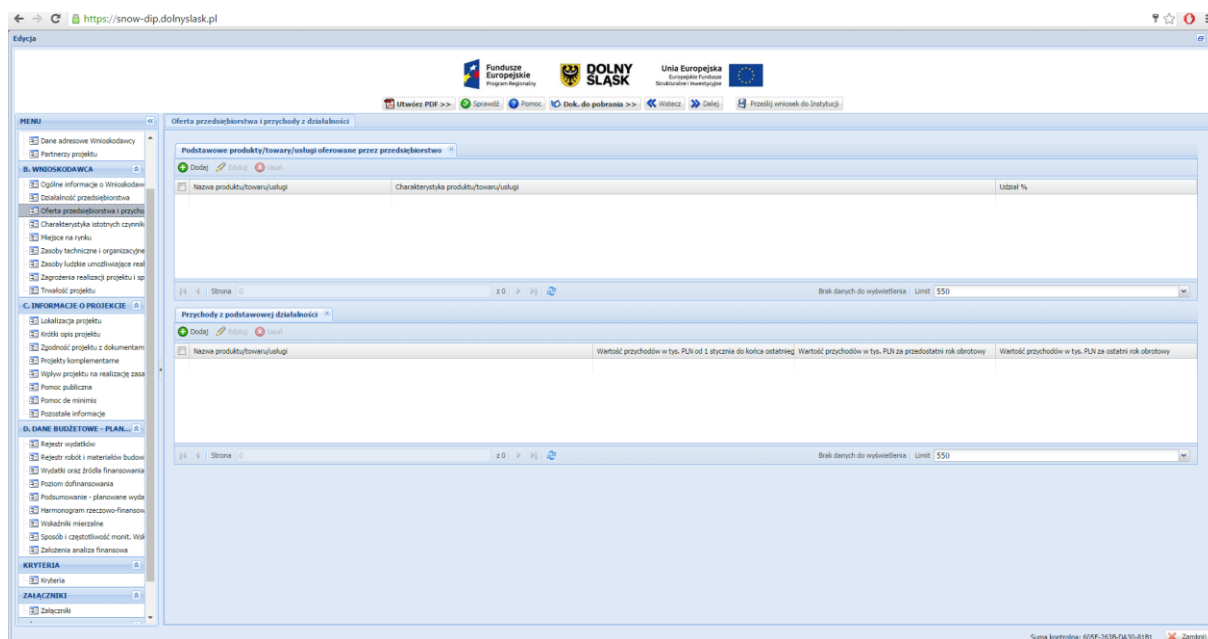 https://snow-dip.dolnyslask.pl
Edycja
Fundusze Europejskie Program Regionalny
DOLNY ŚLĄSK
Unia Europejska Europejskie Fundusze Strukturalne i Inwestycyjne
Utwórz PDF >> Sprawdź Pomoc Dok. do pobrania >> Wstecz Dalej Prześlij wniosek do Instytucji
MENU
Dane adresowe Wnioskodawcy
Partnerzy projektu
B. WNIOSKODAWCA
Ogólne informacje o Wnioskodaw
Działalność przedsiębiorstwa
Oferta przedsiębiorstwa i przycho
Charakterystyka istotnych czynnik
Miejsce na rynku
Zasoby techniczne i organizacyjne
Zasoby ludzkie umożliwiające real
Zagrożenia realizacji projektu i sp
Trwałość projektu
C. INFORMACJE O PROJEKCIE
Lokalizacja projektu
Krótki opis projektu
Zgodność projektu z dokumentam
Projekty komplementarne
Wpływ projektu na realizację zasa
Pomoc publiczna
Pomoc de minimis
Pozostałe informacje
D. DANE BUDŻETOWE - PLAN...
Rejestr wydatków
Rejestr robót i materiałów budow
Wydatki oraz źródła finansowania
Poziom dofinansowania
Podsumowanie - planowane wyda
Harmonogram rzeczowo-finansow
Wskaźniki mierzalne
Sposób i częstotliwość monit. Wsk
Założenia analiza finansowa
KRYTERIA
Kryteria
ZAŁĄCZNIKI
Załączniki
Oferta przedsiębiorstwa i przychody z działalności
Podstawowe produkty/towary/usługi oferowane przez przedsiębiorstwo
Dodaj Edytuj Usuń
Nazwa produktu/towaru/usługi Charakterystyka produktu/towaru/usługi Udział %
Strona 0 z 0 Brak danych do wyświetlenia Limit 550
Przychody z podstawowej działalności
Dodaj Edytuj Usuń
Nazwa produktu/towaru/usługi Wartość przychodów w tys. PLN od 1 stycznia do końca ostatnieg Wartość przychodów w tys. PLN za przedostatni rok obrotowy Wartość przychodów w tys. PLN za ostatni rok obrotowy
Strona 0 z 0 Brak danych do wyświetlenia Limit 550
Suma kontrolna: 605F-263B-DA30-81B1 Zamknij